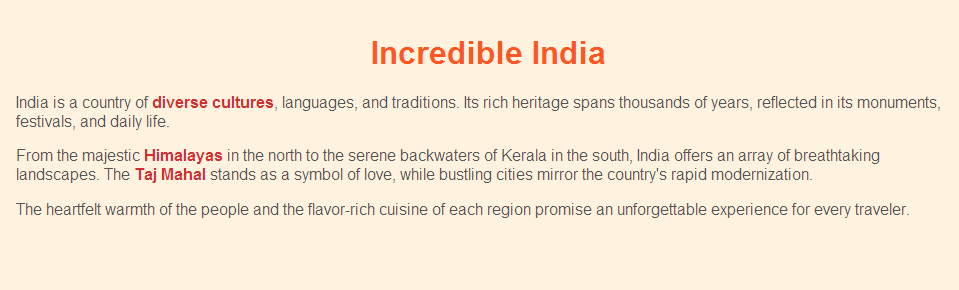 Incredible India
India is a country of diverse cultures, languages, and traditions. Its rich heritage spans thousands of years, reflected in its monuments,
festivals, and daily life.
From the majestic Himalayas in the north to the serene backwaters of Kerala in the south, India offers an array of breathtaking
landscapes. The Taj Mahal stands as a symbol of love, while bustling cities mirror the country's rapid modernization.
The heartfelt warmth of the people and the flavor-rich cuisine of each region promise an unforgettable experience for every traveler.